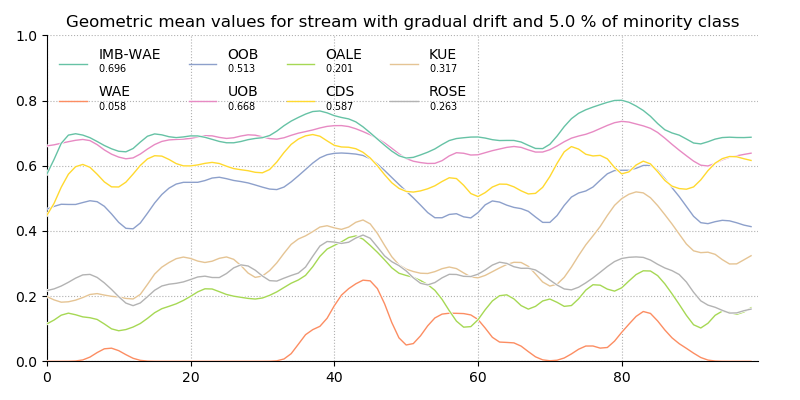 Geometric mean values for stream with gradual drift and 5.0 % of minority class
1.0
IMB-WAE OOB OALE KUE
0.696 0.513 0.201 0.317
WAE UOB CDS ROSE
0.8
0.058 0.668 0.587 0.263
0.6
0.4
0.2
0.0
0 20 40 60 80